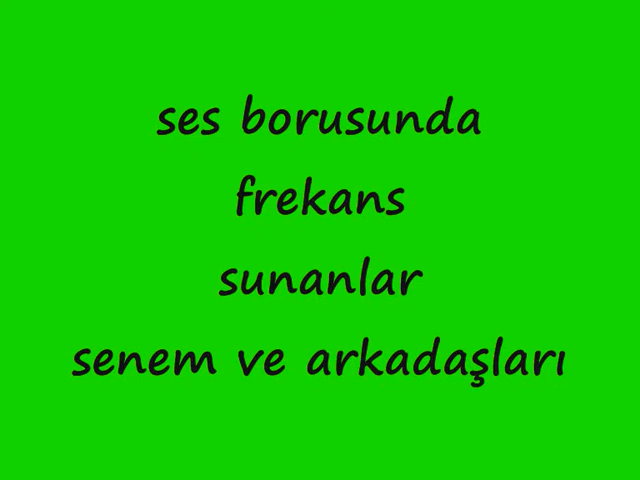 ses borusunda
frekans
sunanlar
senem ve arkadaşları